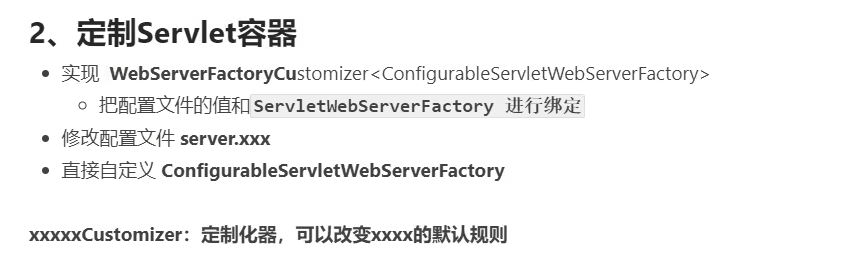 2、定制Servlet容器
实现 WebServerFactoryCustomizer<ConfigurableServletWebServerFactory>
把配置文件的值和ServletWebServerFactory 进行绑定
修改配置文件 server.xxx
直接自定义 ConfigurableServletWebServerFactory
xxxxxCustomizer：定制化器，可以改变xxxx的默认规则